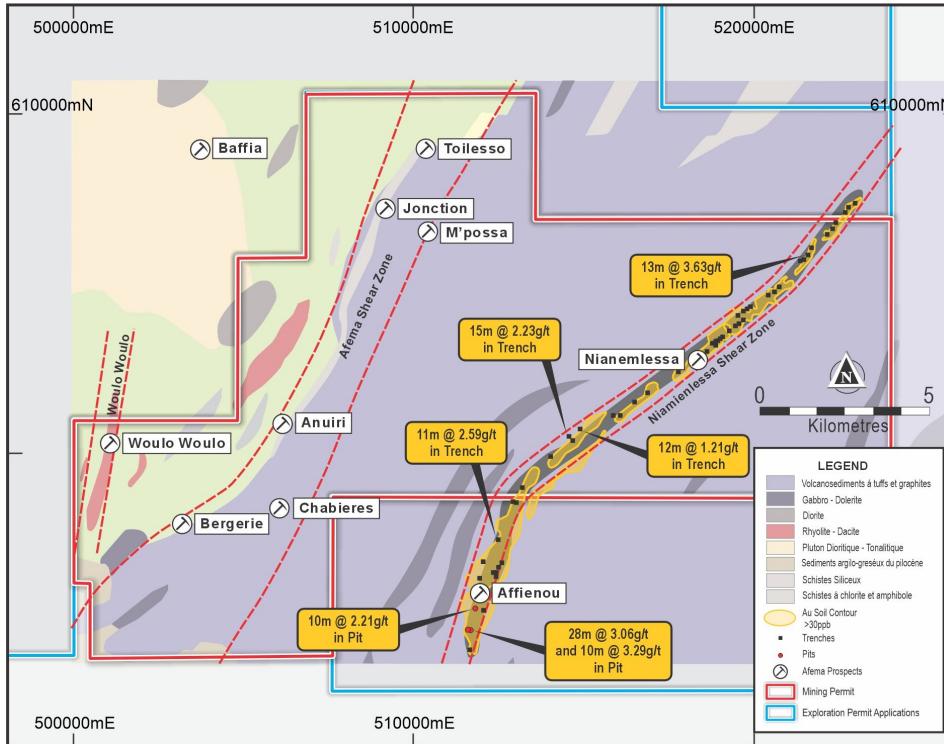 500000mE
510000mE
520000mE
610000mN
610000mN
Baffia
Toilesso
Jonction
M'possa
13m @ 3.63g/t
in Trench
Afema Shear Zone
15m @ 2.23g/t
in Trench
Nianemlessa
Niamienlessa Shear Zone
N
0
5
Kilometres
Woulo Woulo
Anuiri
Woulo Woulo
11m @ 2.59g/t
in Trench
12m @ 1.21g/t
in Trench
Chabieres
Bergerie
Affienou
10m @ 2.21g/t
in Pit
28m @ 3.06g/t
and 10m @ 3.29g/t
in Pit
LEGEND
Volcanosediments á tuffs et graphites
Gabbro - Dolerite
Diorite
Rhyolite - Dacite
Pluton Dioritique - Tonalitique
Sediments argilo-greséux du pilocéne
Schistes Siliceux
Schistes à chlorite et amphibole
Au Soil Contour
>30ppb
Trenches
Pits
Afema Prospects
Mining Permit
Exploration Permit Applications
500000mE
510000mE